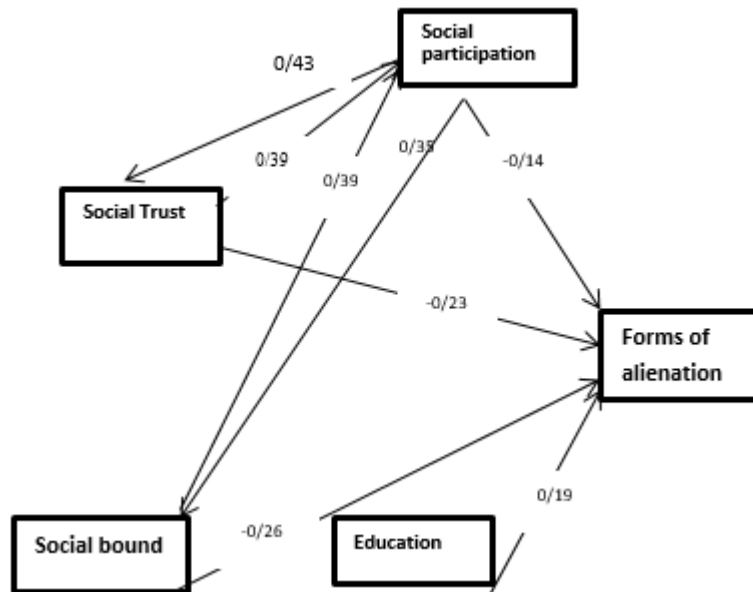 Social
participation
0/43
0/39
0/39
0/35
-0/14
Social Trust
-0/23
Forms of
alienation
0/19
Social bound
-0/26
Education